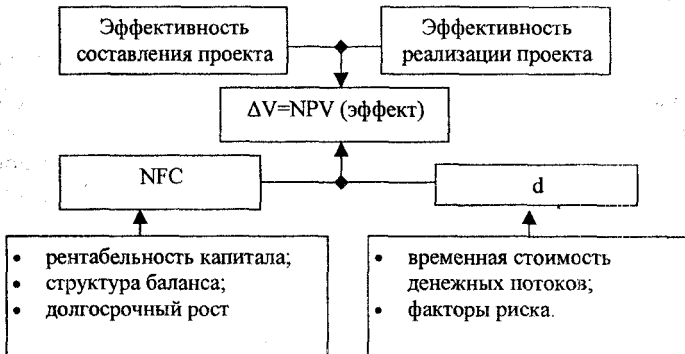 Эффективность
составления проекта
Эффективность
реализации проекта
ΔV=NPV (эффект)
NFC
d
• рентабельность капитала;
• структура баланса;
• долгосрочный рост
• временная стоимость
денежных потоков;
• факторы риска.